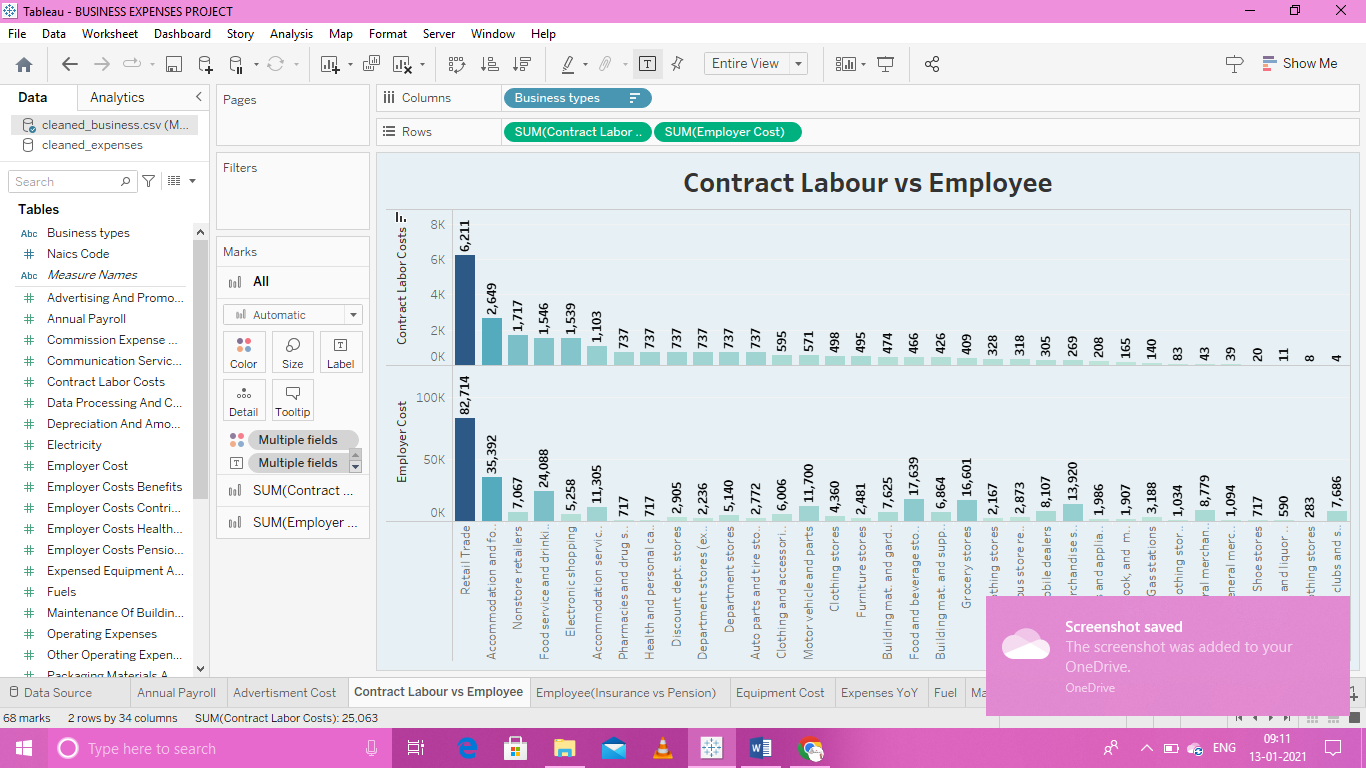 Tableau - BUSINESS EXPENSES PROJECT
File Data Worksheet Dashboard Story Analysis Map Format Server Window Help
Entire View
Show Me
Data Analytics
cleaned_business.csv (M...
cleaned_expenses
Search
Tables
Abc Business types
# Naics Code
Abc Measure Names
# Advertising And Promo...
# Annual Payroll
# Commission Expense ...
# Communication Servic...
# Contract Labor Costs
# Data Processing And C...
# Depreciation And Amo...
# Electricity
# Employer Cost
# Employer Costs Benefits
# Employer Costs Contri...
# Employer Costs Health...
# Employer Costs Pensio...
# Expensed Equipment A...
# Fuels
# Maintenance Of Buildin...
# Operating Expenses
# Other Operating Expen...
Packaging Materials A
Pages
Filters
Marks
All
Automatic
Color Size Label
Detail Tooltip
Multiple fields
Multiple fields
SUM(Contract ...
SUM(Employer ...
Columns Business types
Rows SUM(Contract Labor .. SUM(Employer Cost)
Contract Labour vs Employee
Contract Labor Costs
8K
6K
4K
2K
0K
6,211 2,649 1,717 1,546 1,539 1,103 737 737 737 737 737 737 595 571 498 495 474 466 426 409 328 318 305 269 208 165 140 83 43 39 20 11 8 4
Employer Cost
100K
50K
0K
82,714 35,392 7,067 24,088 5,258 11,305 717 717 2,905 2,236 5,140 2,772 6,006 11,700 4,360 2,481 7,625 17,639 6,864 16,601 2,167 2,873 8,107 13,920 1,986 1,907 3,188 1,034 8,779 1,094 717 590 283 7,686
Retail Trade
Accommodation and fo..
Nonstore retailers
Food service and drinki..
Electronic shopping
Accommodation servic..
Pharmacies and drug s..
Health and personal ca..
Discount dept. stores
Department stores (ex..
Department stores
Auto parts and tire sto..
Clothing and accessori..
Motor vehicle and parts
Clothing stores
Furniture stores
Building mat. and gard..
Food and beverage sto..
Building mat. and supp..
Grocery stores
othing stores
ous store re..
obile dealers
rchandise s..
s and applia..
ook, and m..
Gas stations
othing stor..
ral merchan..
eneral merc..
Shoe stores
and liquor ..
othing stores
clubs and s..
Screenshot saved
The screenshot was added to your
OneDrive.
OneDrive
Data Source Annual Payroll Advertisment Cost Contract Labour vs Employee Employee(Insurance vs Pension) Equipment Cost Expenses YoY Fuel Ma
68 marks 2 rows by 34 columns SUM(Contract Labor Costs): 25,063
Type here to search
ENG
09:11
13-01-2021